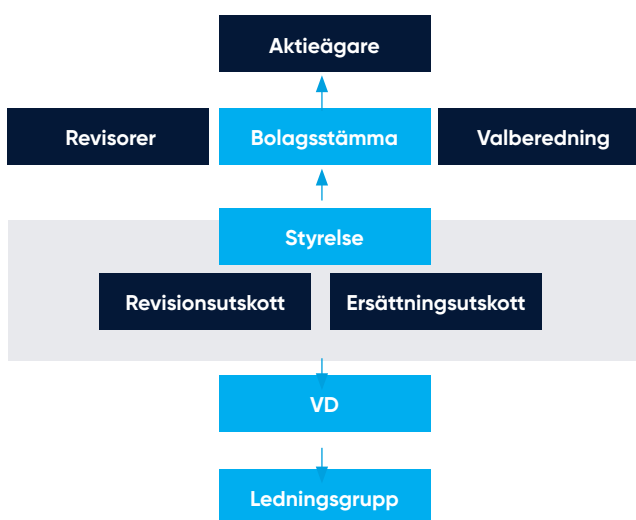 Aktieägare
Revisorer
Bolagsstämma
Valberedning
Styrelse
Revisionsutskott
Ersättningsutskott
VD
Ledningsgrupp